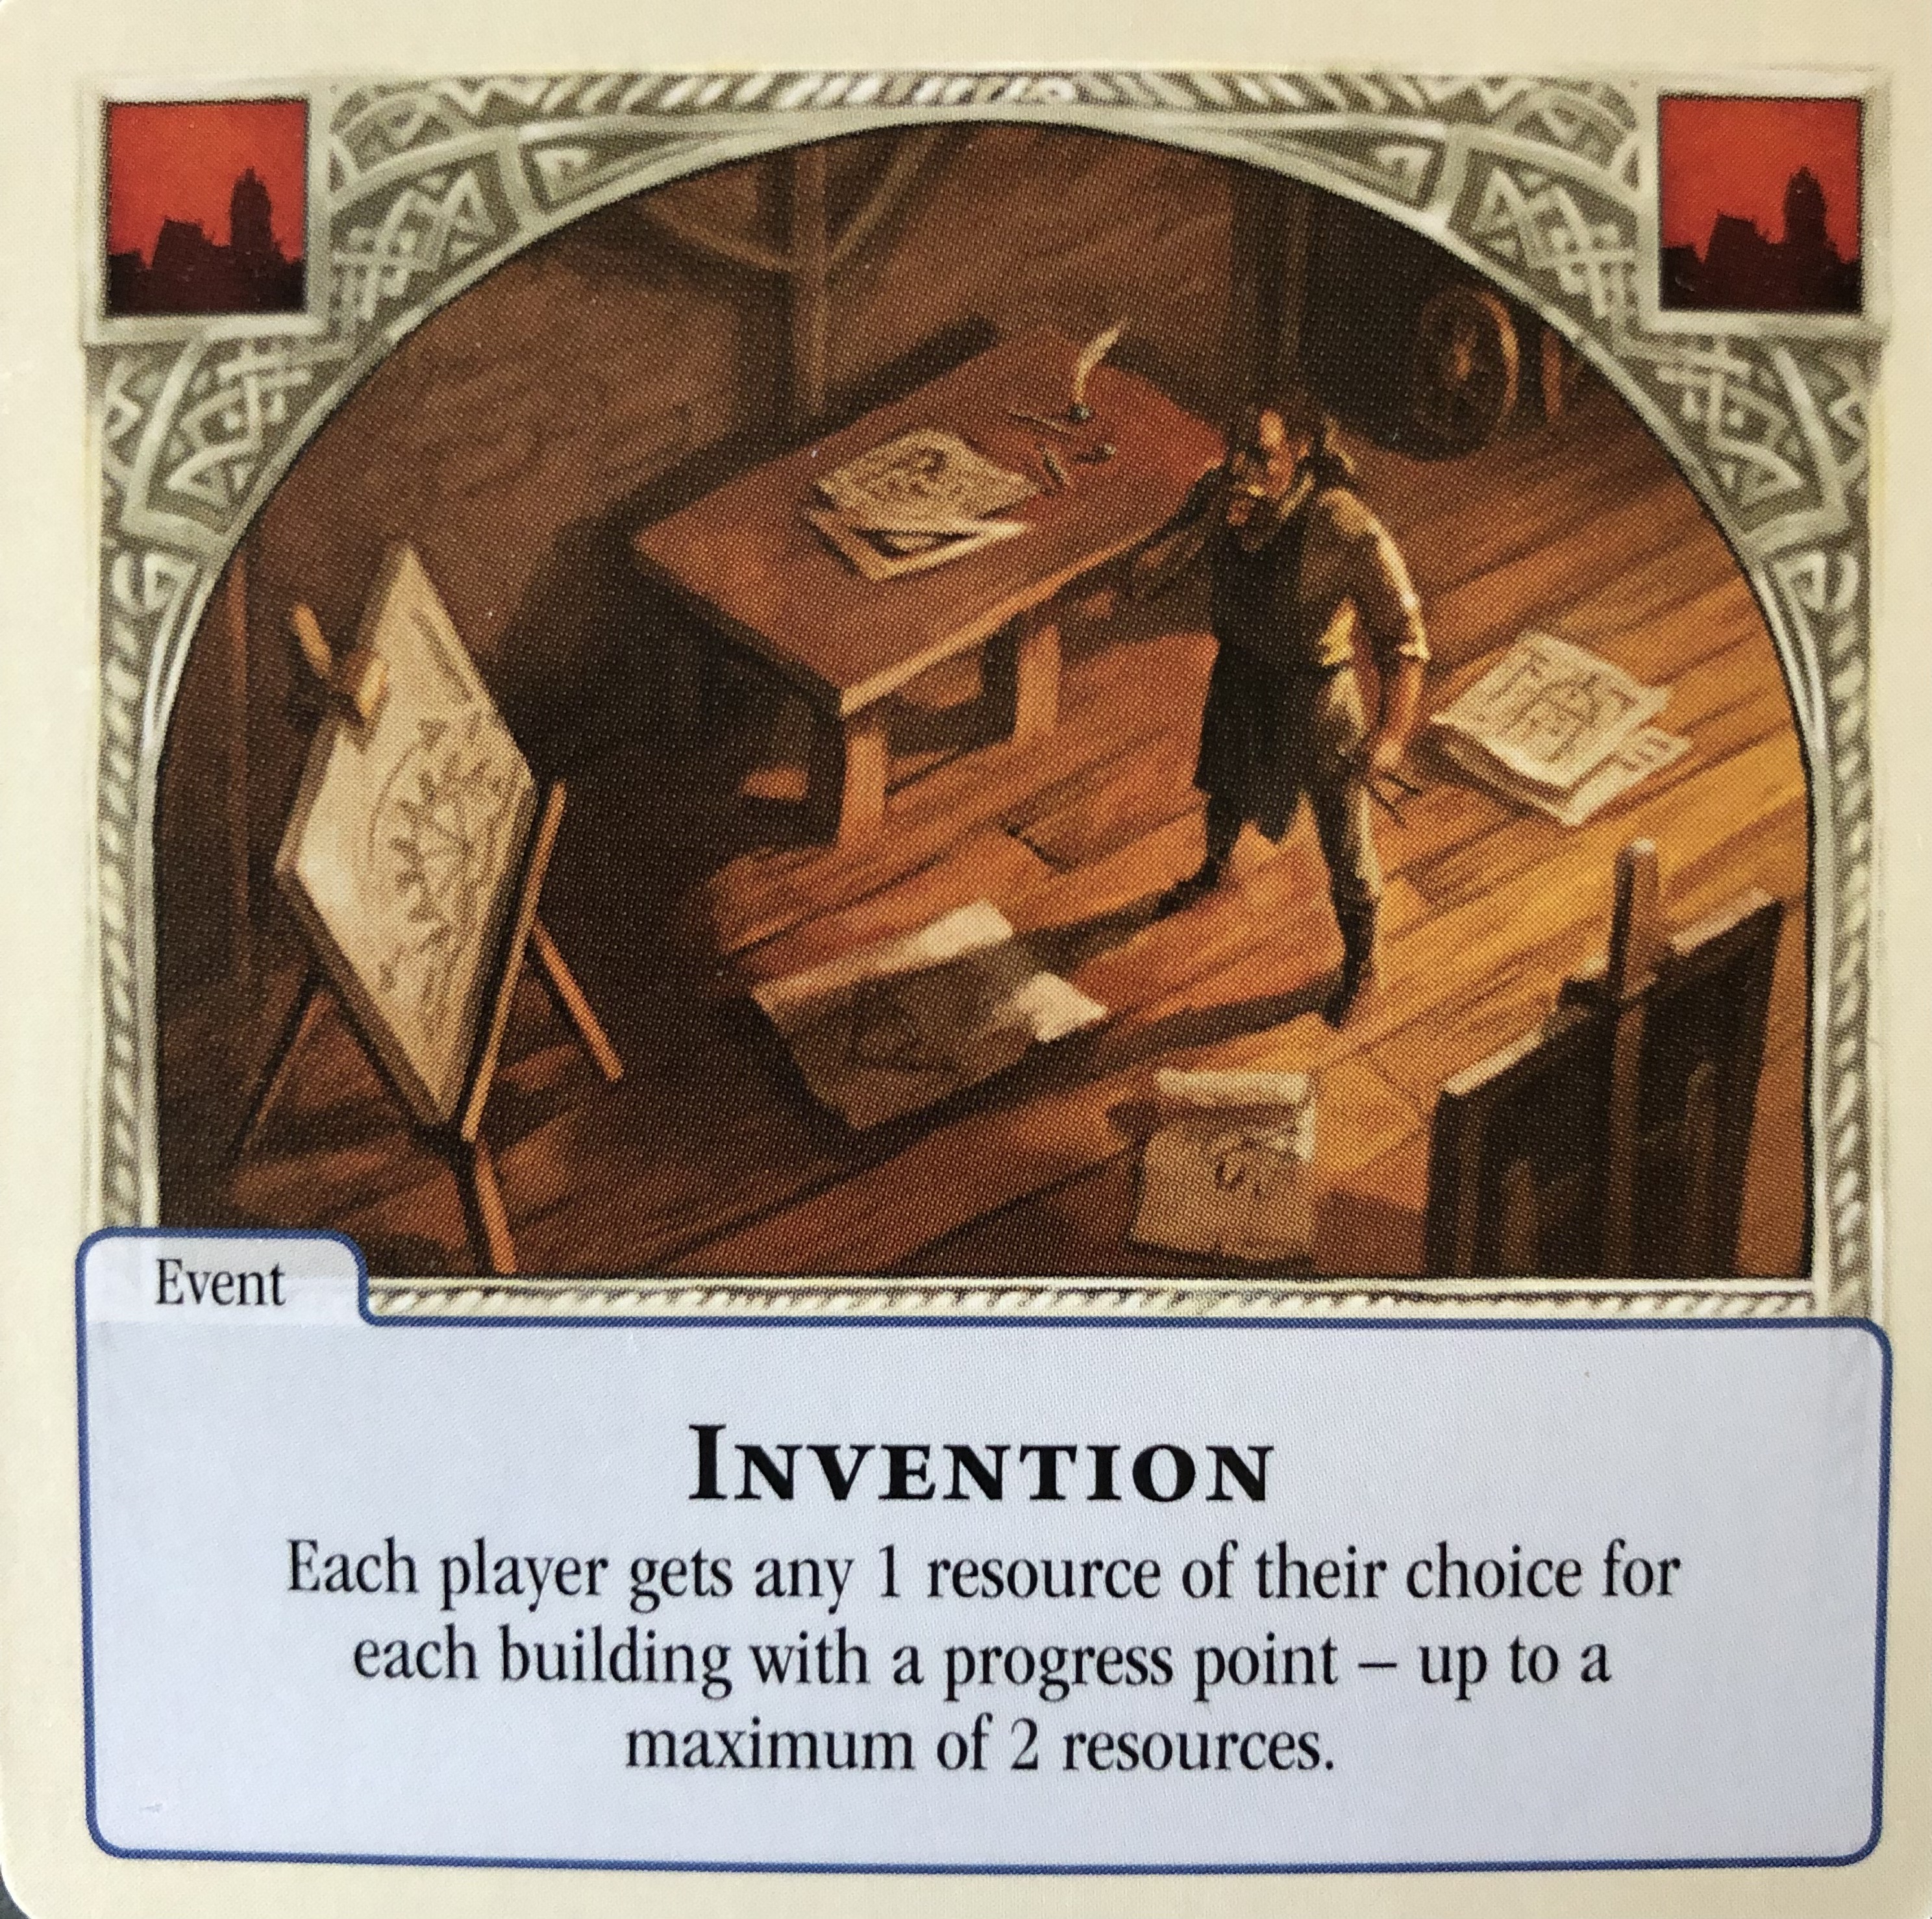 Event
INVENTION
Each player gets any 1 resource of their choice for
each building with a progress point – up to a
maximum of 2 resources.